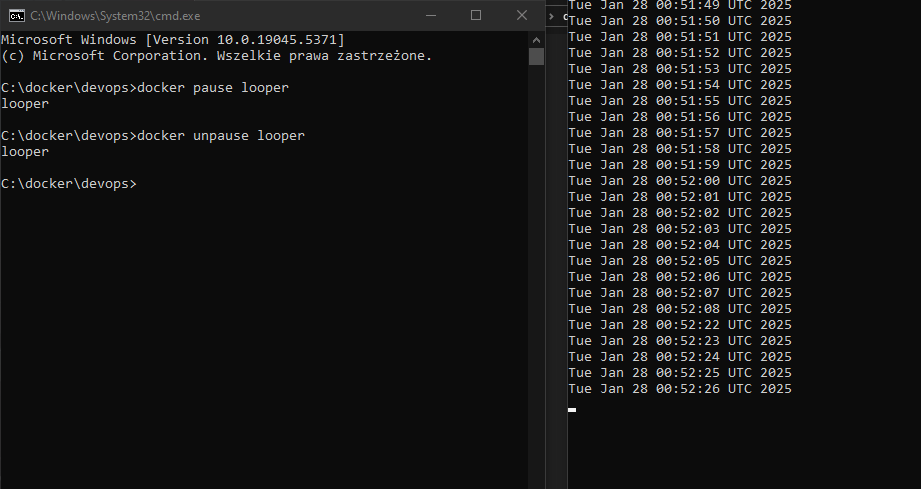 C:\Windows\System32\cmd.exe
Microsoft Windows [Version 10.0.19045.5371]
(c) Microsoft Corporation. Wszelkie prawa zastrzeżone.
C:\docker\devops>docker pause looper
looper
C:\docker\devops>docker unpause looper
looper
C:\docker\devops>
Tue Jan 28 00:51:49 UTC 2025
Tue Jan 28 00:51:50 UTC 2025
Tue Jan 28 00:51:51 UTC 2025
Tue Jan 28 00:51:52 UTC 2025
Tue Jan 28 00:51:53 UTC 2025
Tue Jan 28 00:51:54 UTC 2025
Tue Jan 28 00:51:55 UTC 2025
Tue Jan 28 00:51:56 UTC 2025
Tue Jan 28 00:51:57 UTC 2025
Tue Jan 28 00:51:58 UTC 2025
Tue Jan 28 00:51:59 UTC 2025
Tue Jan 28 00:52:00 UTC 2025
Tue Jan 28 00:52:01 UTC 2025
Tue Jan 28 00:52:02 UTC 2025
Tue Jan 28 00:52:03 UTC 2025
Tue Jan 28 00:52:04 UTC 2025
Tue Jan 28 00:52:05 UTC 2025
Tue Jan 28 00:52:06 UTC 2025
Tue Jan 28 00:52:07 UTC 2025
Tue Jan 28 00:52:08 UTC 2025
Tue Jan 28 00:52:22 UTC 2025
Tue Jan 28 00:52:23 UTC 2025
Tue Jan 28 00:52:24 UTC 2025
Tue Jan 28 00:52:25 UTC 2025
Tue Jan 28 00:52:26 UTC 2025